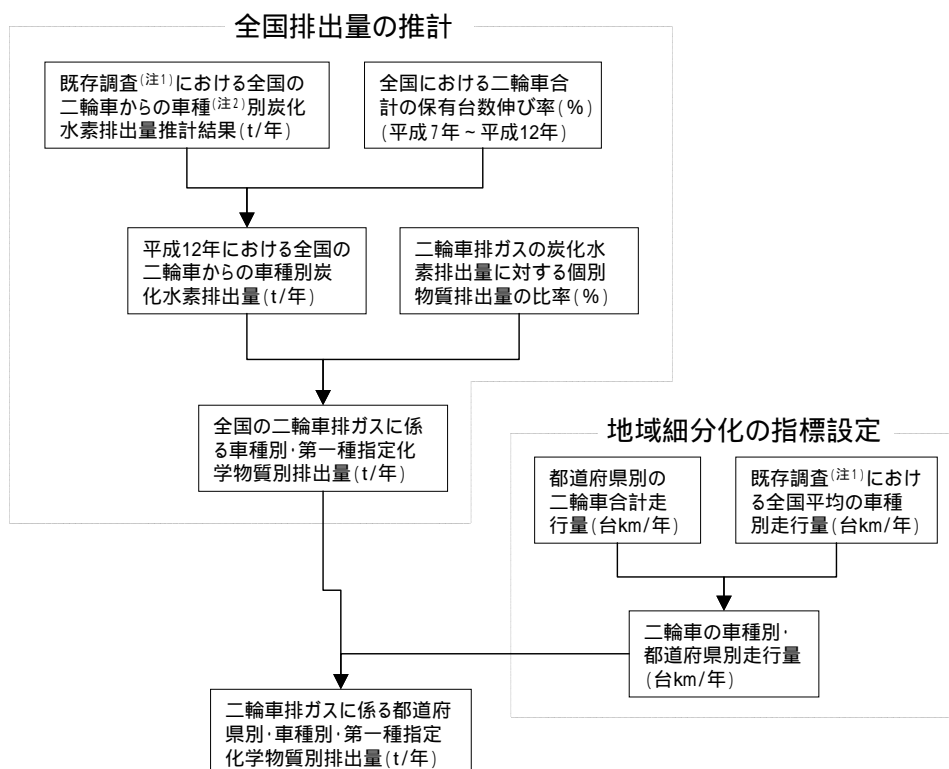 全国排出量の推計
既存調査(注1)における全国の
二輪車からの車種(注2)別炭化
水素排出量推計結果(t/年)
全国における二輪車合
計の保有台数伸び率(%)
(平成7年~平成12年)
平成12年における全国の
二輪車からの車種別炭
化水素排出量(t/年)
二輪車排ガスの炭化水
素排出量に対する個別
物質排出量の比率(%)
全国の二輪車排ガスに係
る車種別・第一種指定化
学物質別排出量(t/年)
地域細分化の指標設定
都道府県別の
二輪車合計走
行量(台km/年)
既存調査(注1)におけ
る全国平均の車種
別走行量(台km/年)
二輪車の車種別・
都道府県別走行量
(台km/年)
二輪車排ガスに係る都道府
県別・車種別・第一種指定
化学物質別排出量(t/年)